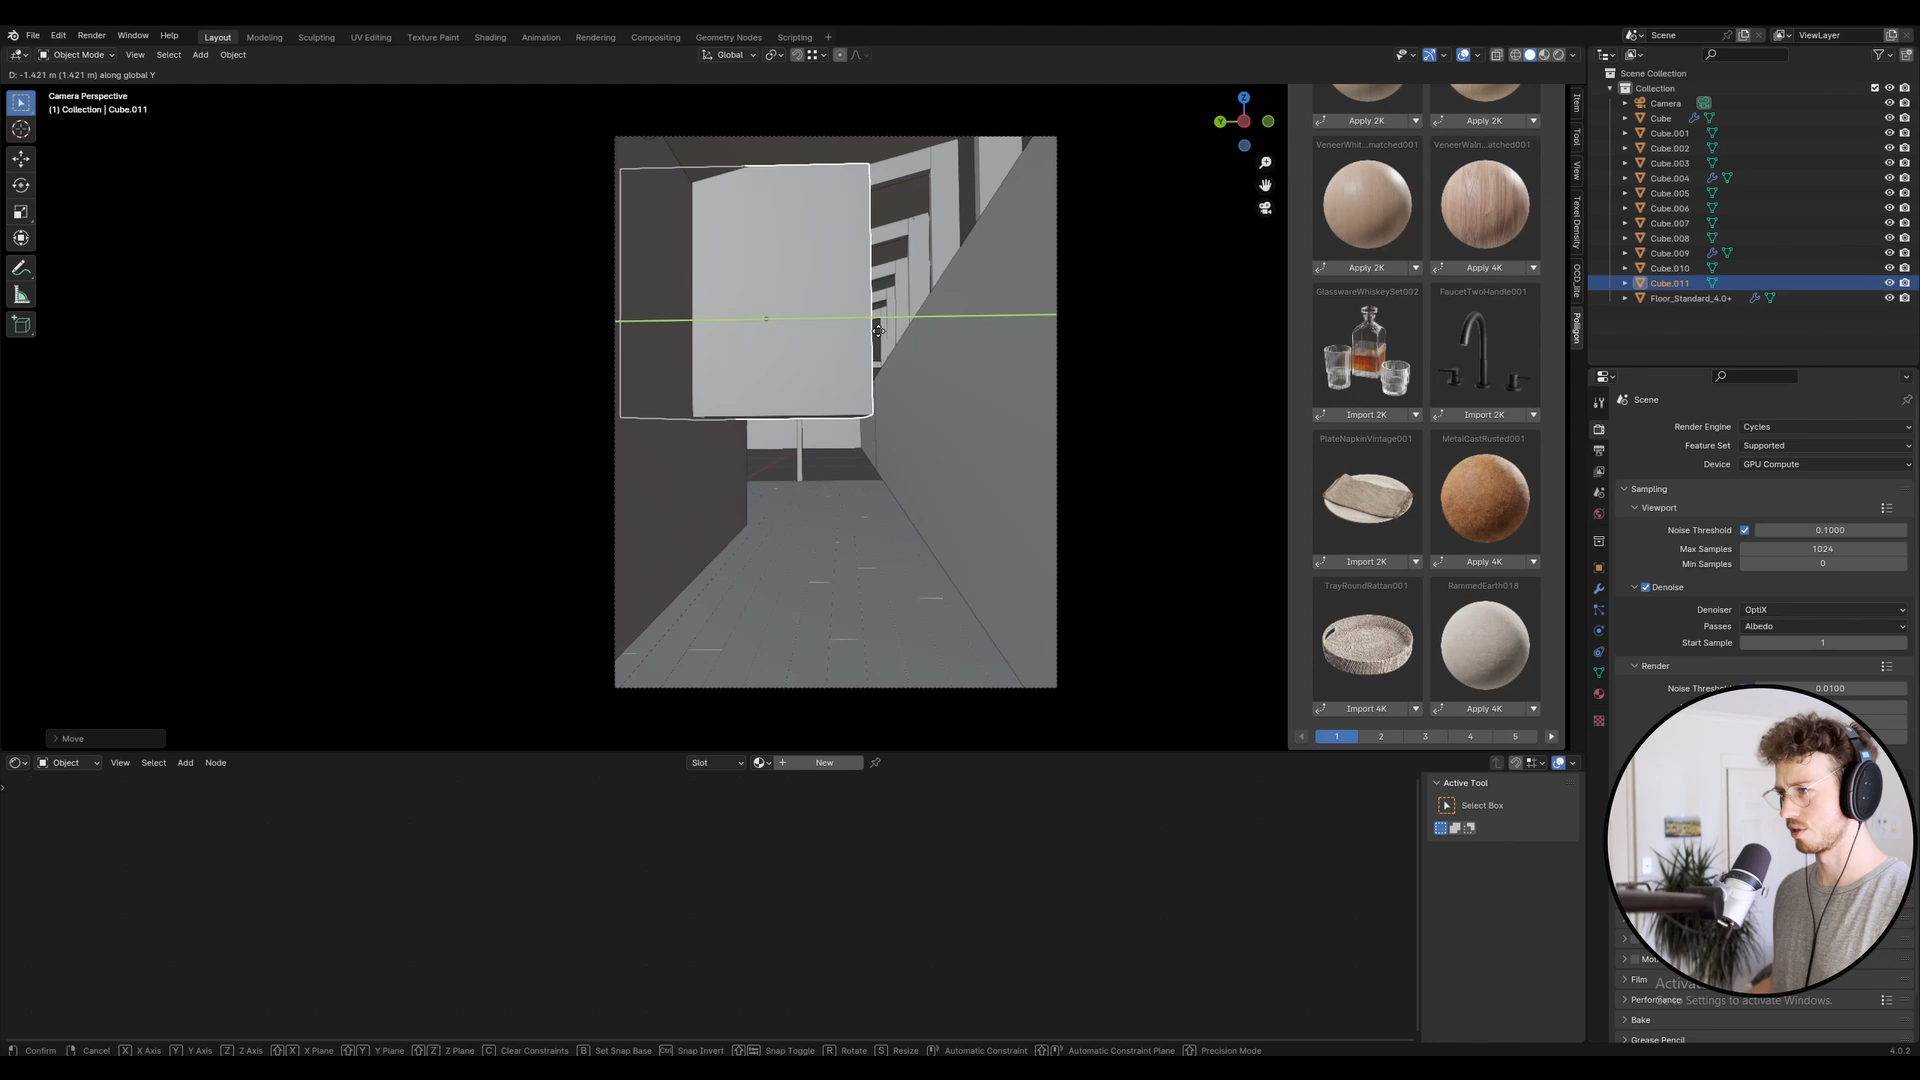 File Edit Render Window Help Layout Modeling Sculpting UV Editing Texture Paint Shading Animation Rendering Compositing Geometry Nodes Scripting + Scene ViewLayer
Object Mode View Select Add Object Global
D: -1.421 m (1.421 m) along global Y
Camera Perspective
(1) Collection | Cube.011
Z
Y
Item
Tool
View
Texel Density
OCD_lite
Poliigon
Apply 2K Apply 2K
VeneerWhit...matched001 VeneerWaln...atched001
Apply 2K Apply 4K
GlasswareWhiskeySet002 FaucetTwoHandle001
Import 2K Import 2K
PlateNapkinVintage001 MetalCastRusted001
Import 2K Apply 4K
TrayRoundRattan001 RammedEarth018
Import 4K Apply 4K
1 2 3 4 5
Scene Collection
Collection
Camera
Cube
Cube.001
Cube.002
Cube.003
Cube.004
Cube.005
Cube.006
Cube.007
Cube.008
Cube.009
Cube.010
Cube.011
Floor_Standard_4.0+
Scene
Render Engine Cycles
Feature Set Supported
Device GPU Compute
Sampling
Viewport
Noise Threshold 0.1000
Max Samples 1024
Min Samples 0
Denoise
Denoiser OptiX
Passes Albedo
Start Sample 1
Render
Noise 0.0100
Film
Performance
Bake
Grease Pencil
to Settings to activate Windows.
Move
Object View Select Add Node Slot + New
Active Tool
Select Box
Confirm Cancel X X Axis Y Y Axis Z Z Axis X X Plane Y Y Plane Z Z Plane C Clear Constraints B Set Snap Base Ctrl Snap Invert Snap Toggle R Rotate S Resize Automatic Constraint Automatic Constraint Plane Precision Mode 4.0.2